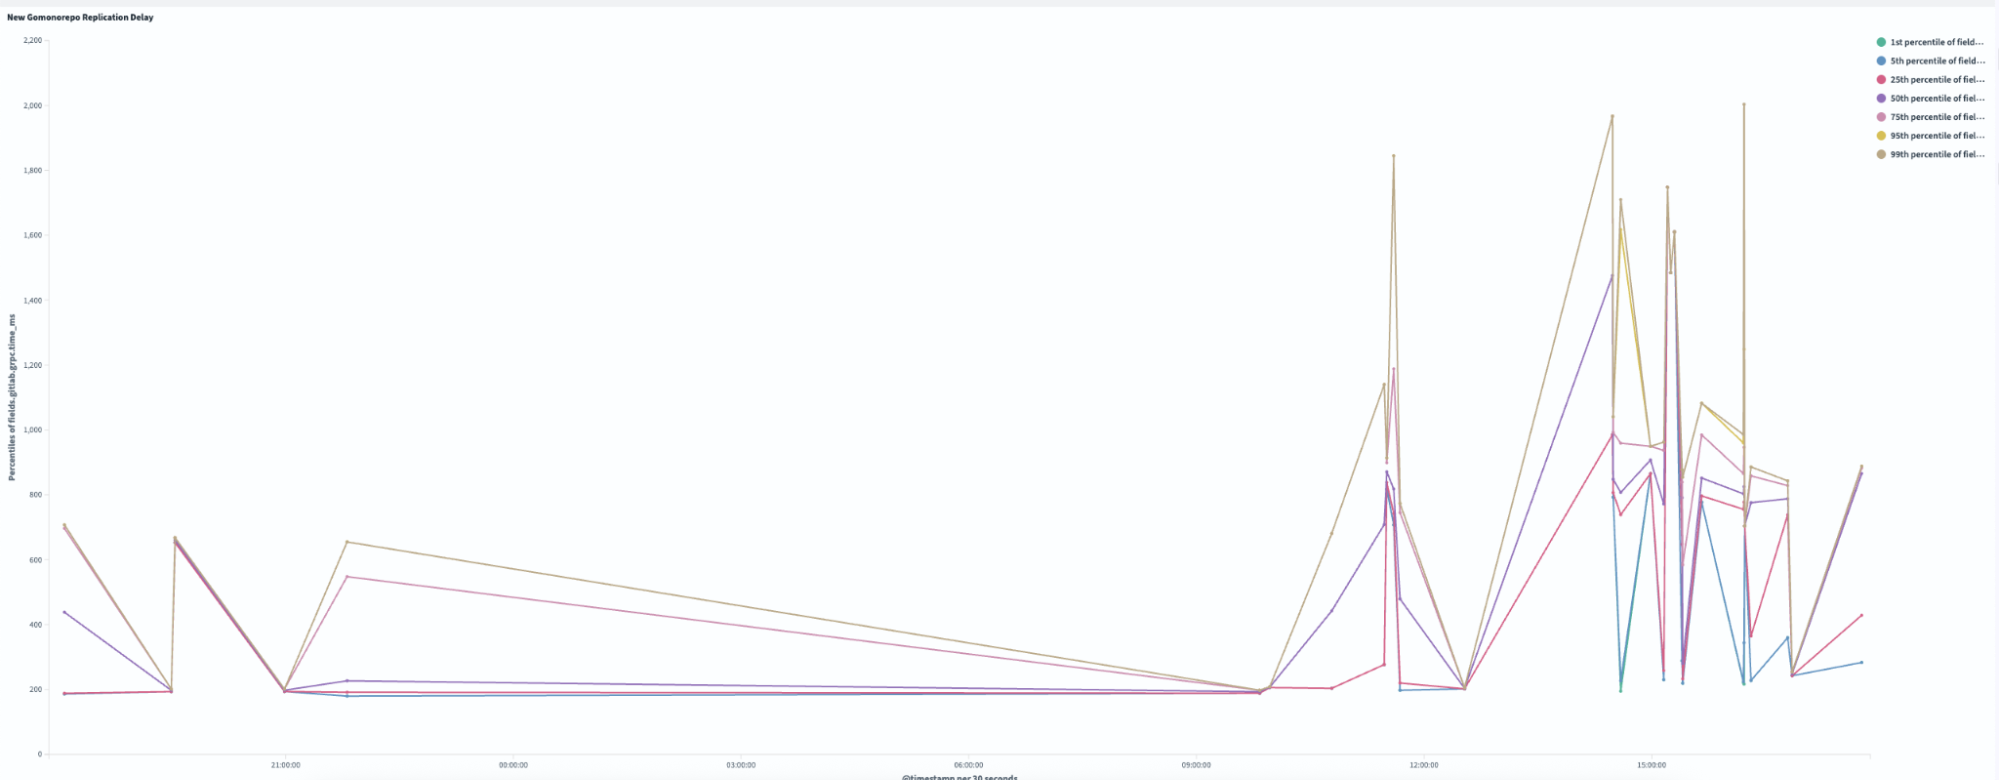 New Gomonorepo Replication Delay
2,200
2,000
1,800
1,600
1,400
1,200
1,000
800
600
400
200
0
Percentiles of fields.gitlab.grpc.time_ms
21:00:00
00:00:00
03:00:00
06:00:00
09:00:00
12:00:00
15:00:00
@timestamp per 30 seconds
1st percentile of field...
5th percentile of field...
25th percentile of fiel...
50th percentile of fiel...
75th percentile of fiel...
95th percentile of fiel...
99th percentile of fiel...